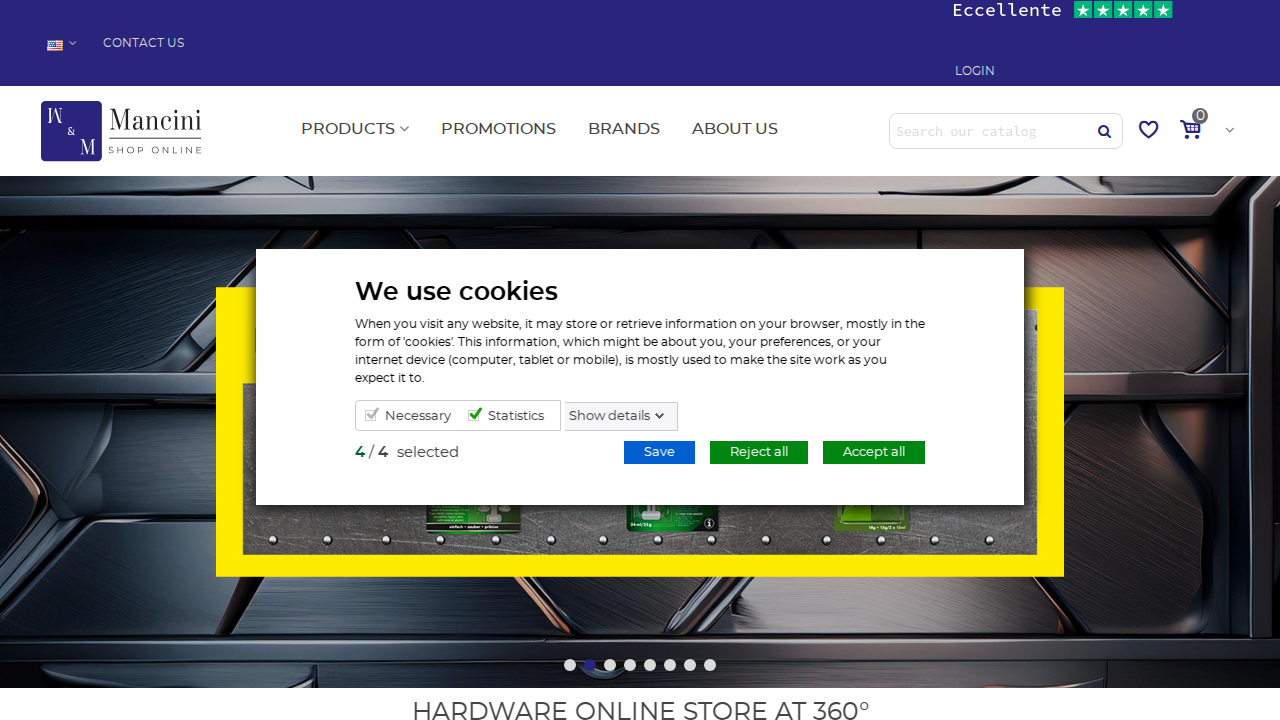 Eccellente
CONTACT US
LOGIN
W & M Mancini
SHOP ONLINE
PRODUCTS
PROMOTIONS
BRANDS
ABOUT US
Search our catalog
0
We use cookies
When you visit any website, it may store or retrieve information on your browser, mostly in the
form of 'cookies'. This information, which might be about you, your preferences, or your
internet device (computer, tablet or mobile), is mostly used to make the site work as you
expect it to.
Necessary
Statistics
Show details
4 / 4 selected
Save
Reject all
Accept all
einfach • sauber • präzise
HARDWARE ONLINE STORE AT 360°